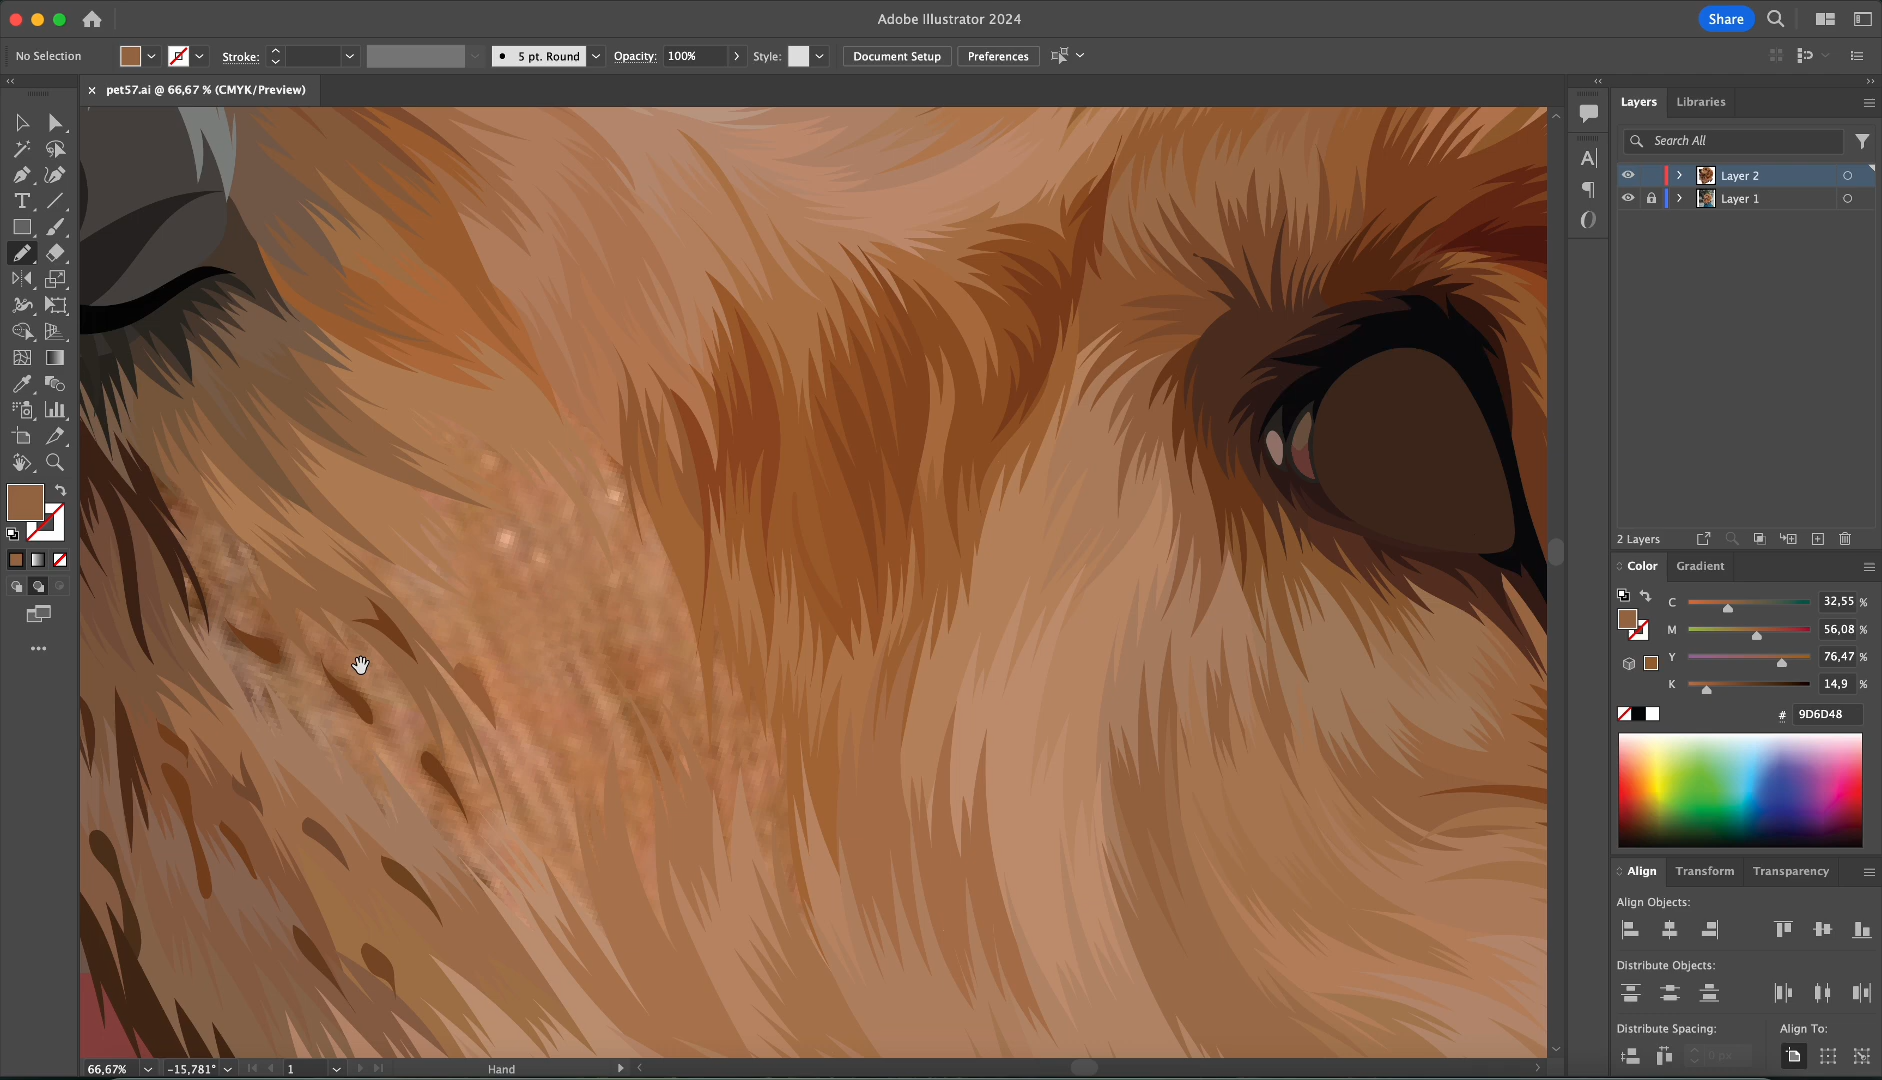 Adobe Illustrator 2024
Share
No Selection
Stroke:
5 pt. Round
Opacity:
100%
Style:
Document Setup
Preferences
pet57.ai @ 66,67 % (CMYK/Preview)
Layers
Libraries
Search All
Layer 2
Layer 1
2 Layers
Color
Gradient
C
32,55
%
M
56,08
%
Y
76,47
%
K
14,9
%
#
9D6D48
Align
Transform
Transparency
Align Objects:
Distribute Objects:
Distribute Spacing:
Align To:
0 px
66,67%
-15,781°
1
Hand